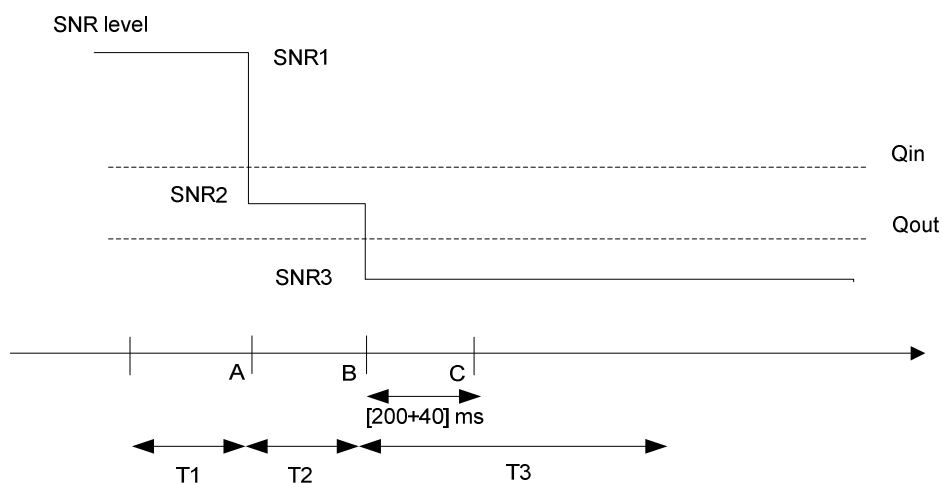 SNR level
SNR1
Qin
SNR2
Qout
SNR3
A
B
C
[200+40] ms
T1
T2
T3